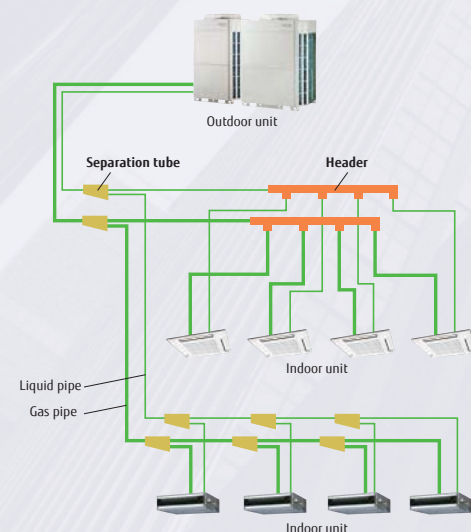 Outdoor unit
Separation tube
Header
Indoor unit
Liquid pipe
Gas pipe
Indoor unit